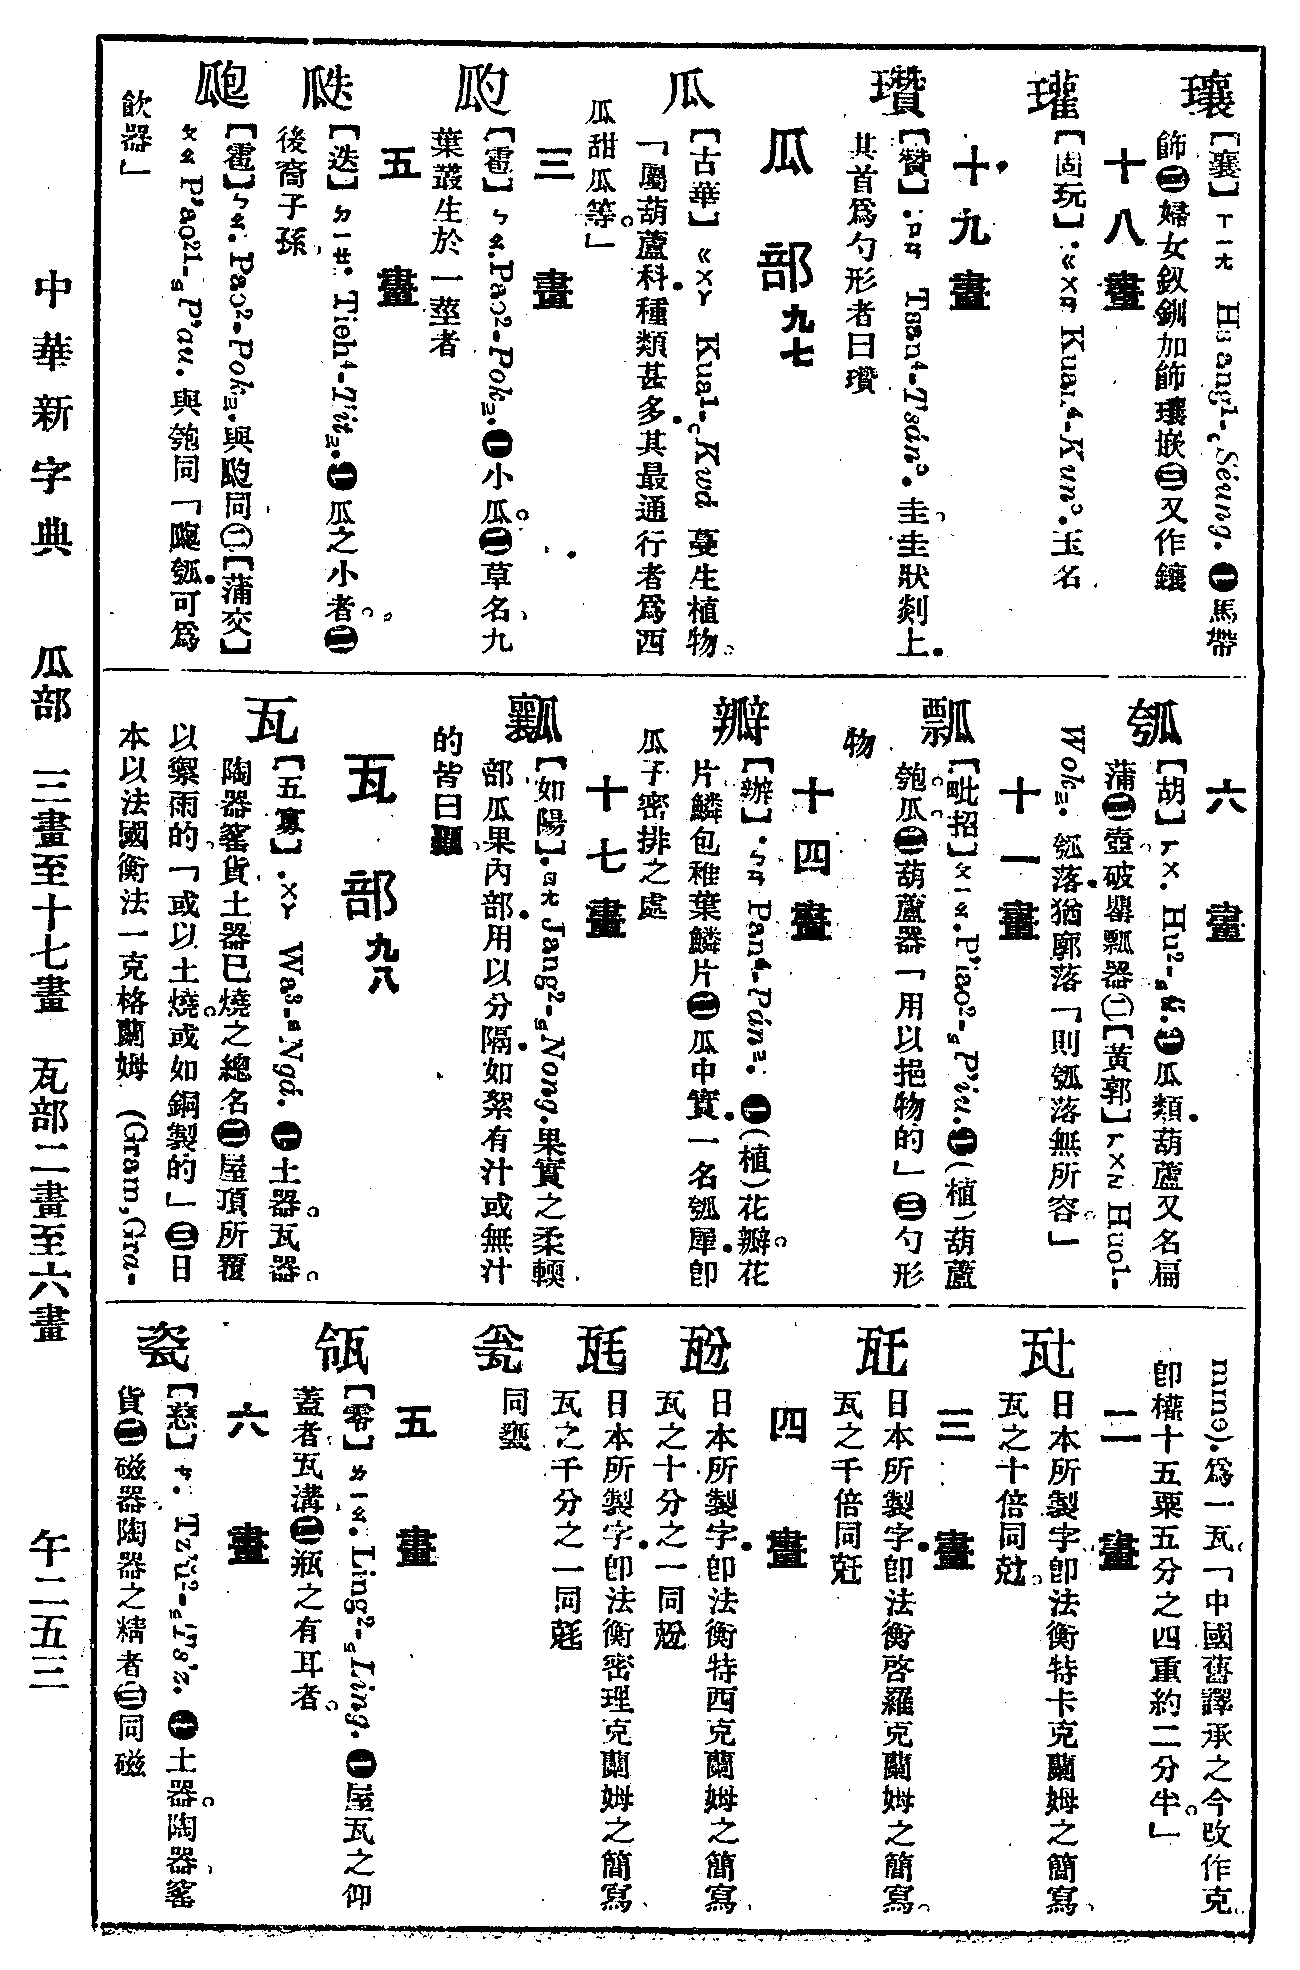 瓖
【襄】ㄒㄧㄤ Hsiang¹-꜀Séung. ㊀馬帶
飾㊁婦女釵釧加飾瓖嵌㊂又作鑲
十八畫
瓘
【固玩】·ㄍㄨㄢ Kuan⁴-Kun꜄.玉名
十九畫
瓚
【贊】·ㄗㄢ Tsan⁴-Tsán꜄.圭圭狀剡上
其首爲勺形者曰瓚
瓜部九七
瓜
【古華】ㄍㄨㄚ Kua¹-꜀Kwá 蔓生植物
「屬葫蘆科種類甚多其最通行者爲西
瓜甜瓜等」
三畫
瓝
【雹】ㄅㄠ.Pao²-Pok.㊀小瓜㊁草名九
葉叢生於一莖者
五畫
瓞
【迭】ㄉㄧㄝ.Tieh⁴-Tit.㊀瓜之小者㊁
後裔子孫
瓟
【雹】ㄅㄠ.Pao²-Pok.與瓝同㊁【蒲交】
ㄆㄠ P'ao²-P'au.與匏同「瓟瓠可爲
飲器」
六畫
瓠
【胡】ㄏㄨ.Hu²-ú.㊀瓜類葫蘆又名扁
蒲㊁壺破罌瓢器㊁【黃郭】ㄏㄨㄛ Huo¹-
Wok.瓠落猶廓落「則瓠落無所容」
十一畫
瓢
【毗招】ㄆㄧㄠ.P'iao²-P'iu.㊀(植)葫蘆
匏瓜㊁葫蘆器「用以挹物的」㊂勺形
物
十四畫
瓣
【辦】·ㄅㄢ Pan⁴-Pán.㊀(植)花瓣花
片鱗包稚葉鱗片㊁瓜中實一名瓠犀卽
瓜子密排之處
十七畫
瓤
【如陽】·ㄖㄤ Jang²-Nong.果實之柔輭
部瓜果內部用以分隔如絮有汁或無汁
的皆曰瓤
瓦部九八
瓦
【五寡】·ㄨㄚ Wa³-Ngá.㊀土器瓦器
陶器窰貨土器已燒之總名㊁屋頂所覆
以禦雨的「或以土燒或如銅製的」㊂日
本以法國衡法一克格蘭姆 (Gram,Gra-
mme).爲一瓦「中國舊譯承之今改作克
卽權十五粟五分之四重約二分半」
二畫
瓧
日本所製字卽法衡特卡克蘭姆之簡寫
瓦之十倍同兛
三畫
瓩
日本所製字卽法衡啓羅克蘭姆之簡寫
瓦之千倍同兛
四畫
瓰
日本所製字卽法衡特西克蘭姆之簡寫
瓦之十分之一同兝
瓱
日本所製字卽法衡密理克蘭姆之簡寫
瓦之千分之一同兞
瓮
同甕
五畫
瓴
【零】ㄌㄧㄥ.Ling²-Ling.㊀屋瓦之仰
蓋者瓦溝㊁瓶之有耳者
六畫
瓷
【慈】ㄘ. Tz'ŭ²-Ts'z.㊀土器陶器窰
貨㊁磁器陶器之精者㊂同磁
中華新字典 瓜部 三畫至十七畫 瓦部二畫至六畫 午二五三